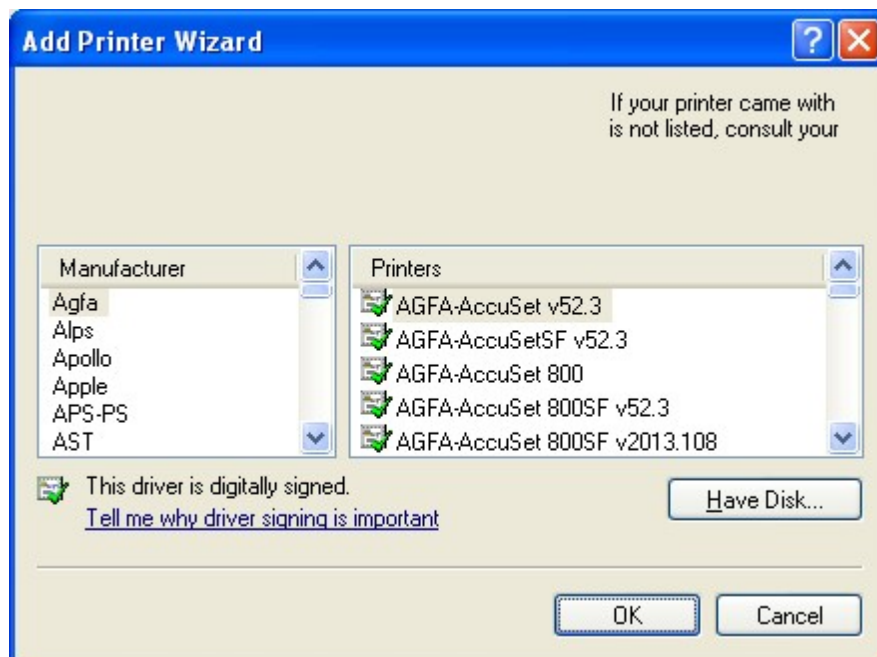 Add Printer Wizard
If your printer came with
is not listed, consult your
Manufacturer
Agfa
Alps
Apollo
Apple
APS-PS
AST
Printers
AGFA-AccuSet v52.3
AGFA-AccuSetSF v52.3
AGFA-AccuSet 800
AGFA-AccuSet 800SF v52.3
AGFA-AccuSet 800SF v2013.108
This driver is digitally signed.
Tell me why driver signing is important
Have Disk...
OK
Cancel